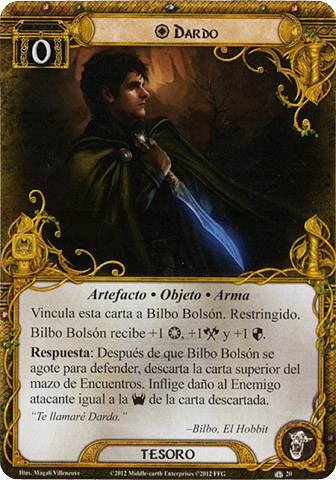 0
Dardo
Artefacto • Objeto • Arma
Vincula esta carta a Bilbo Bolsón. Restringido.
Bilbo Bolsón recibe +1 , +1 y +1 .
Respuesta: Después de que Bilbo Bolsón se
agote para defender, descarta la carta superior del
mazo de Encuentros. Inflige daño al Enemigo
atacante igual a la de la carta descartada.
“Te llamaré Dardo.”
–Bilbo, El Hobbit
Illus. Magali Villeneuve
TESORO
©2012 Middle-earth Enterprises ©2012 FFG
20